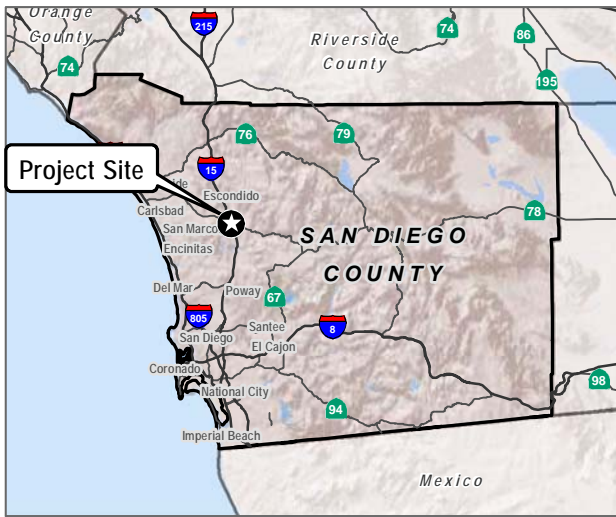 Orange
County
215
74
86
Riverside
County
74
195
76
79
Project Site
15
ide
Escondido
78
Carlsbad
San Marco
SAN DIEGO
COUNTY
Encinitas
Del Mar
Poway
67
805
8
Santee
San Diego
El Cajon
Coronado
98
National City
94
Imperial Beach
Mexico